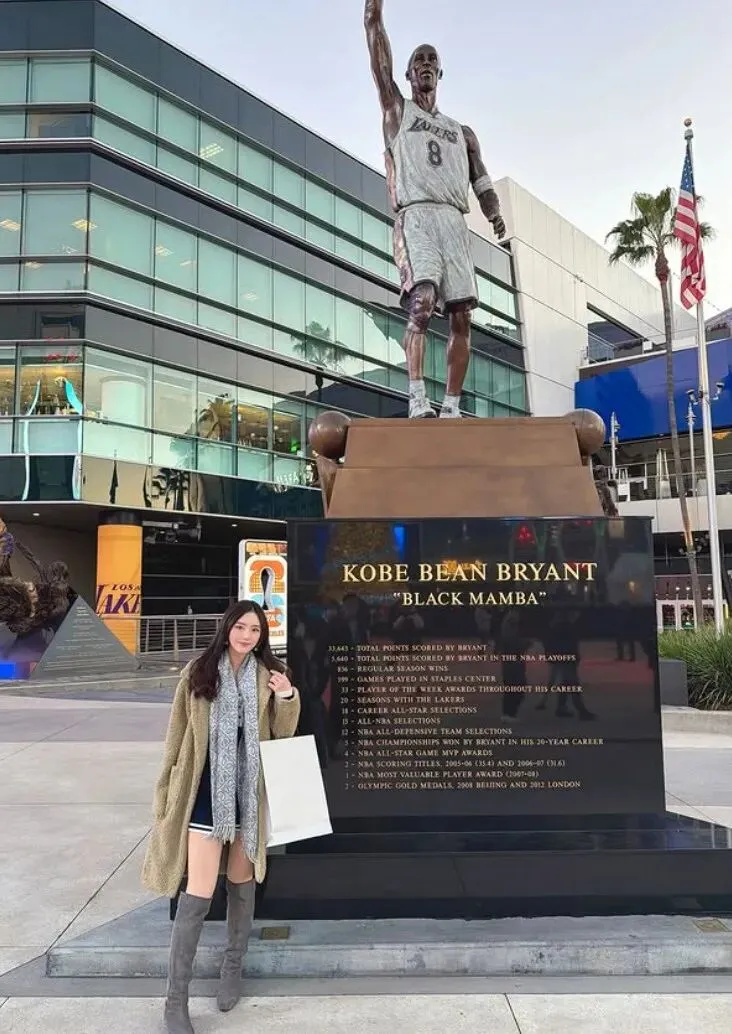 LAKERS
8
KOBE BEAN BRYANT
"BLACK MAMBA"
33,643 - TOTAL POINTS SCORED BY BRYANT
5,640 - TOTAL POINTS SCORED BY BRYANT IN THE NBA PLAYOFFS
836 - REGULAR SEASON WINS
599 - GAMES PLAYED IN STAPLES CENTER
33 - PLAYER OF THE WEEK AWARDS THROUGHOUT HIS CAREER
20 - SEASONS WITH THE LAKERS
18 - CAREER ALL-STAR SELECTIONS
15 - ALL-NBA SELECTIONS
12 - NBA ALL-DEFENSIVE TEAM SELECTIONS
5 - NBA CHAMPIONSHIPS WON BY BRYANT IN HIS 20-YEAR CAREER
4 - NBA ALL-STAR GAME MVP AWARDS
2 - NBA SCORING TITLES, 2005-06 (35.4) AND 2006-07 (31.6)
1 - NBA MOST VALUABLE PLAYER AWARD (2007-08)
2 - OLYMPIC GOLD MEDALS, 2008 BEIJING AND 2012 LONDON
LOS A
LAKE